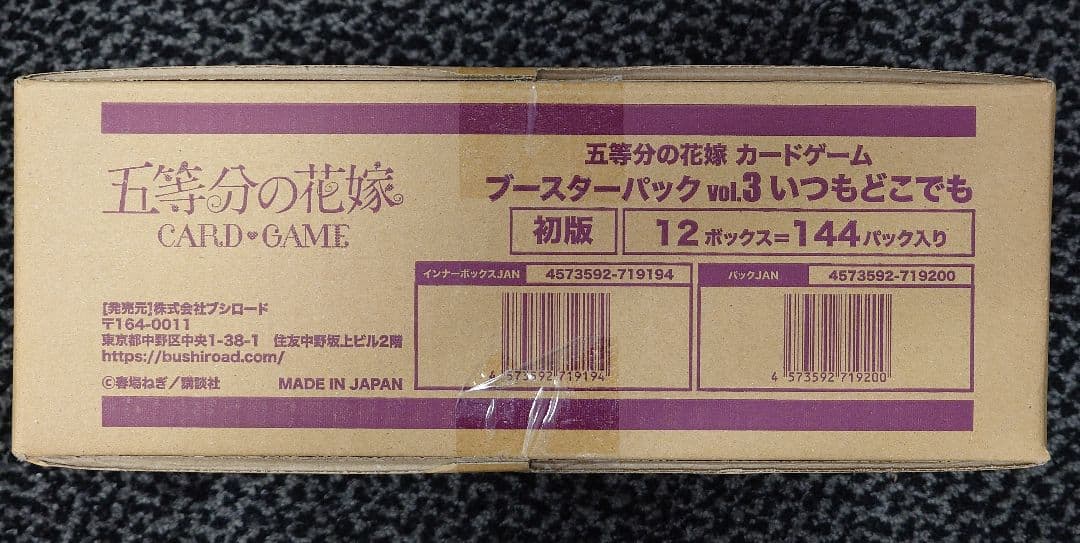 五等分の花嫁
CARD♥GAME
五等分の花嫁 カードゲーム
ブースターパック vol.3 いつもどこでも
初版
12ボックス=144パック入り
インナーボックスJAN 4573592-719194
4 573592 719194
パックJAN 4573592-719200
4 573592 719200
[発売元]株式会社ブシロード
〒164-0011
東京都中野区中央1-38-1 住友中野坂上ビル2階
https://bushiroad.com/
©春場ねぎ/講談社 MADE IN JAPAN